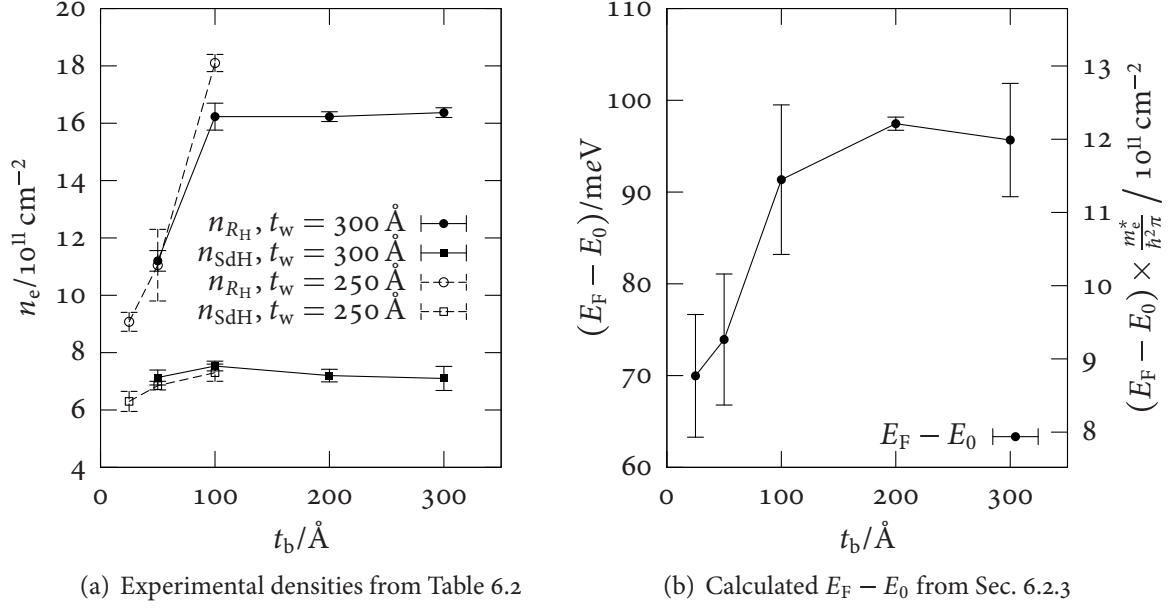 18
16
14
12
10
8
6
4
0
100
200
300
n_e/10^11 cm^−2
t_b/Å
n_{R_H}, t_w = 300 Å
n_SdH, t_w = 300 Å
n_{R_H}, t_w = 250 Å
n_SdH, t_w = 250 Å
(a) Experimental densities from Table 6.2
110
100
90
80
70
60
0
100
200
300
(E_F − E_0)/meV
t_b/Å
E_F − E_0
13
12
11
10
9
8
(E_F − E_0) × m_e^*/ħ^2π / 10^11 cm^−2
(b) Calculated E_F − E_0 from Sec. 6.2.3